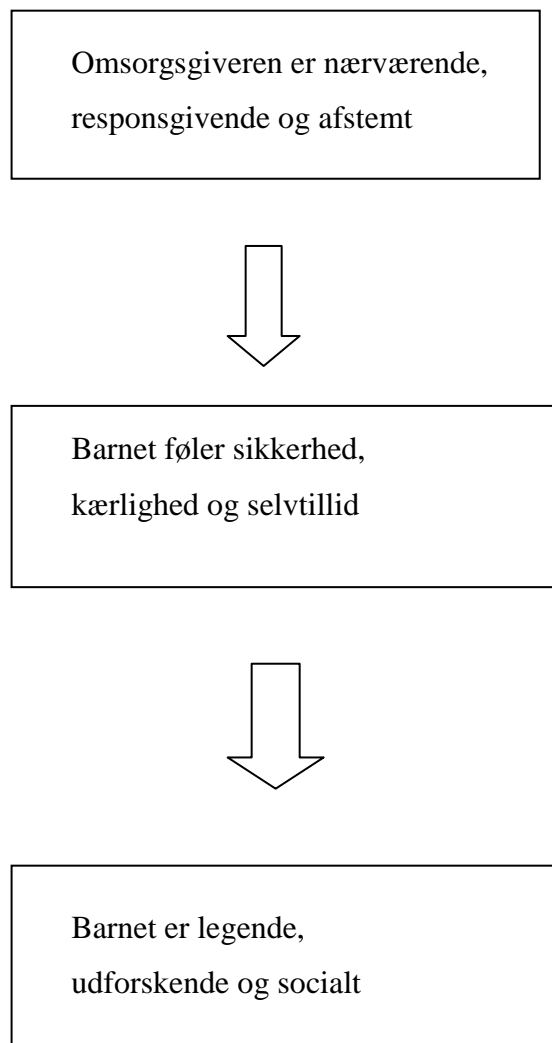 Omsorgsgiveren er nærværende,
responsgivende og afstemt
Barnet føler sikkerhed,
kærlighed og selvtillid
Barnet er legende,
udforskende og socialt